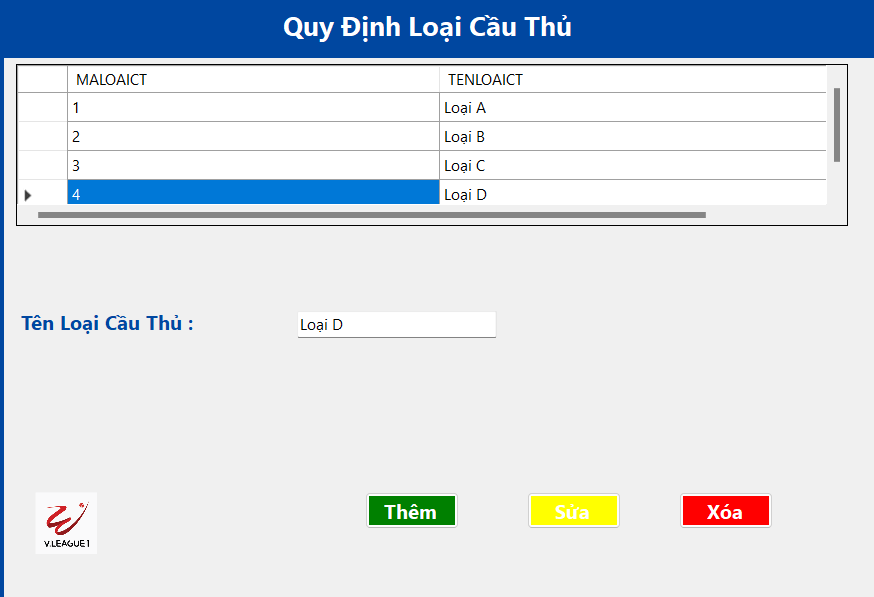 Quy Định Loại Cầu Thủ
MALOAICT TENLOAICT
1 Loại A
2 Loại B
3 Loại C
4 Loại D
Tên Loại Cầu Thủ : Loại D
Thêm Sửa Xóa
V.LEAGUE 1